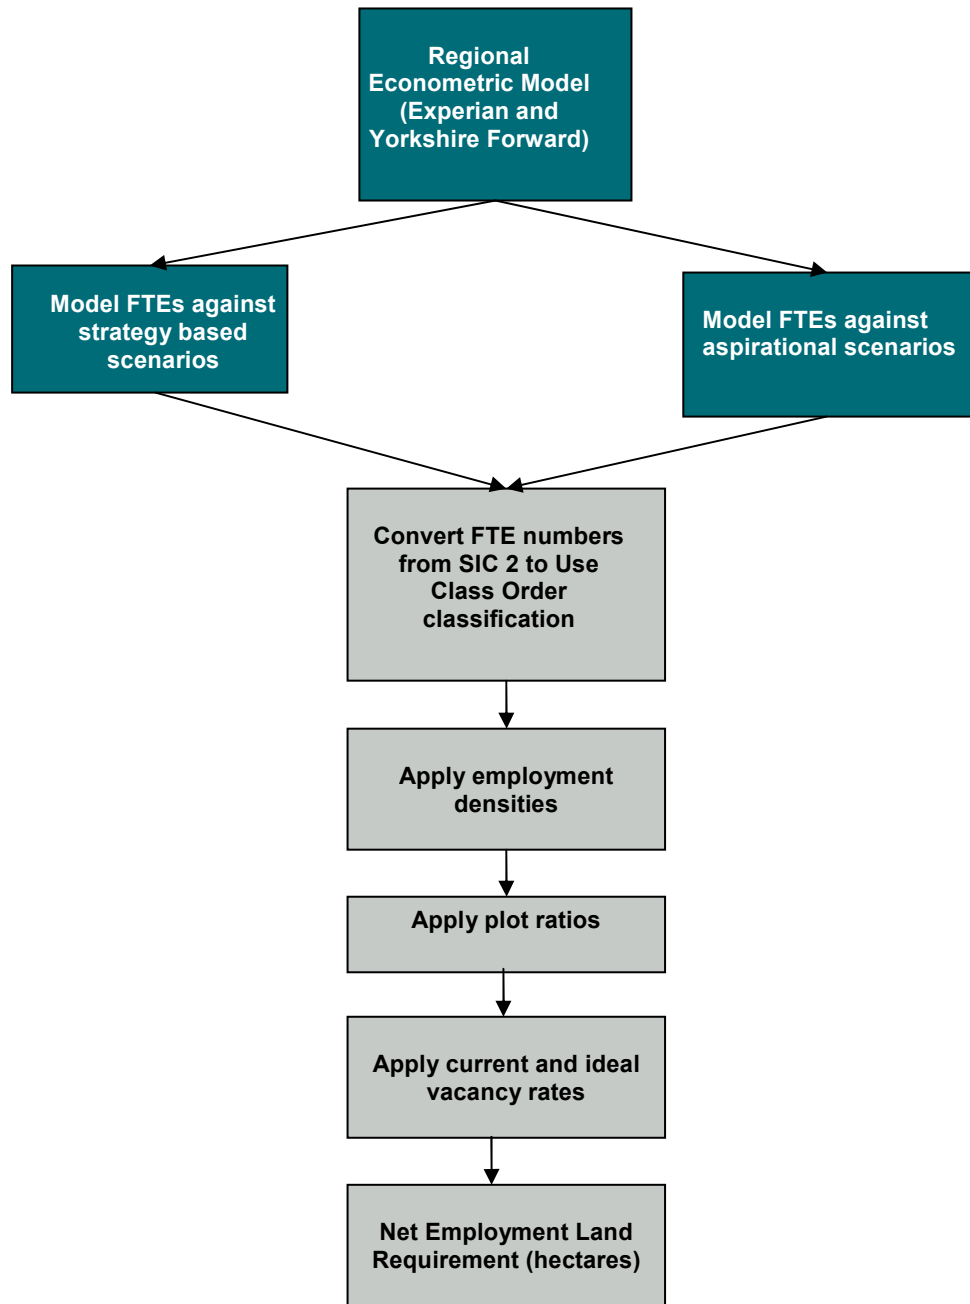 Regional
Econometric Model
(Experian and
Yorkshire Forward)
Model FTEs against
strategy based
scenarios
Model FTEs against
aspirational scenarios
Convert FTE numbers
from SIC 2 to Use
Class Order
classification
Apply employment
densities
Apply plot ratios
Apply current and ideal
vacancy rates
Net Employment Land
Requirement (hectares)